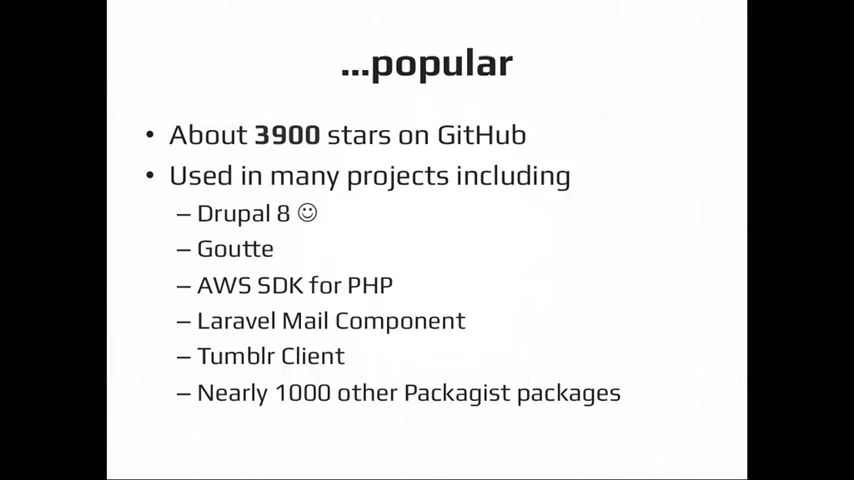 ...popular
• About 3900 stars on GitHub
• Used in many projects including
– Drupal 8 ☺
– Goutte
– AWS SDK for PHP
– Laravel Mail Component
– Tumblr Client
– Nearly 1000 other Packagist packages